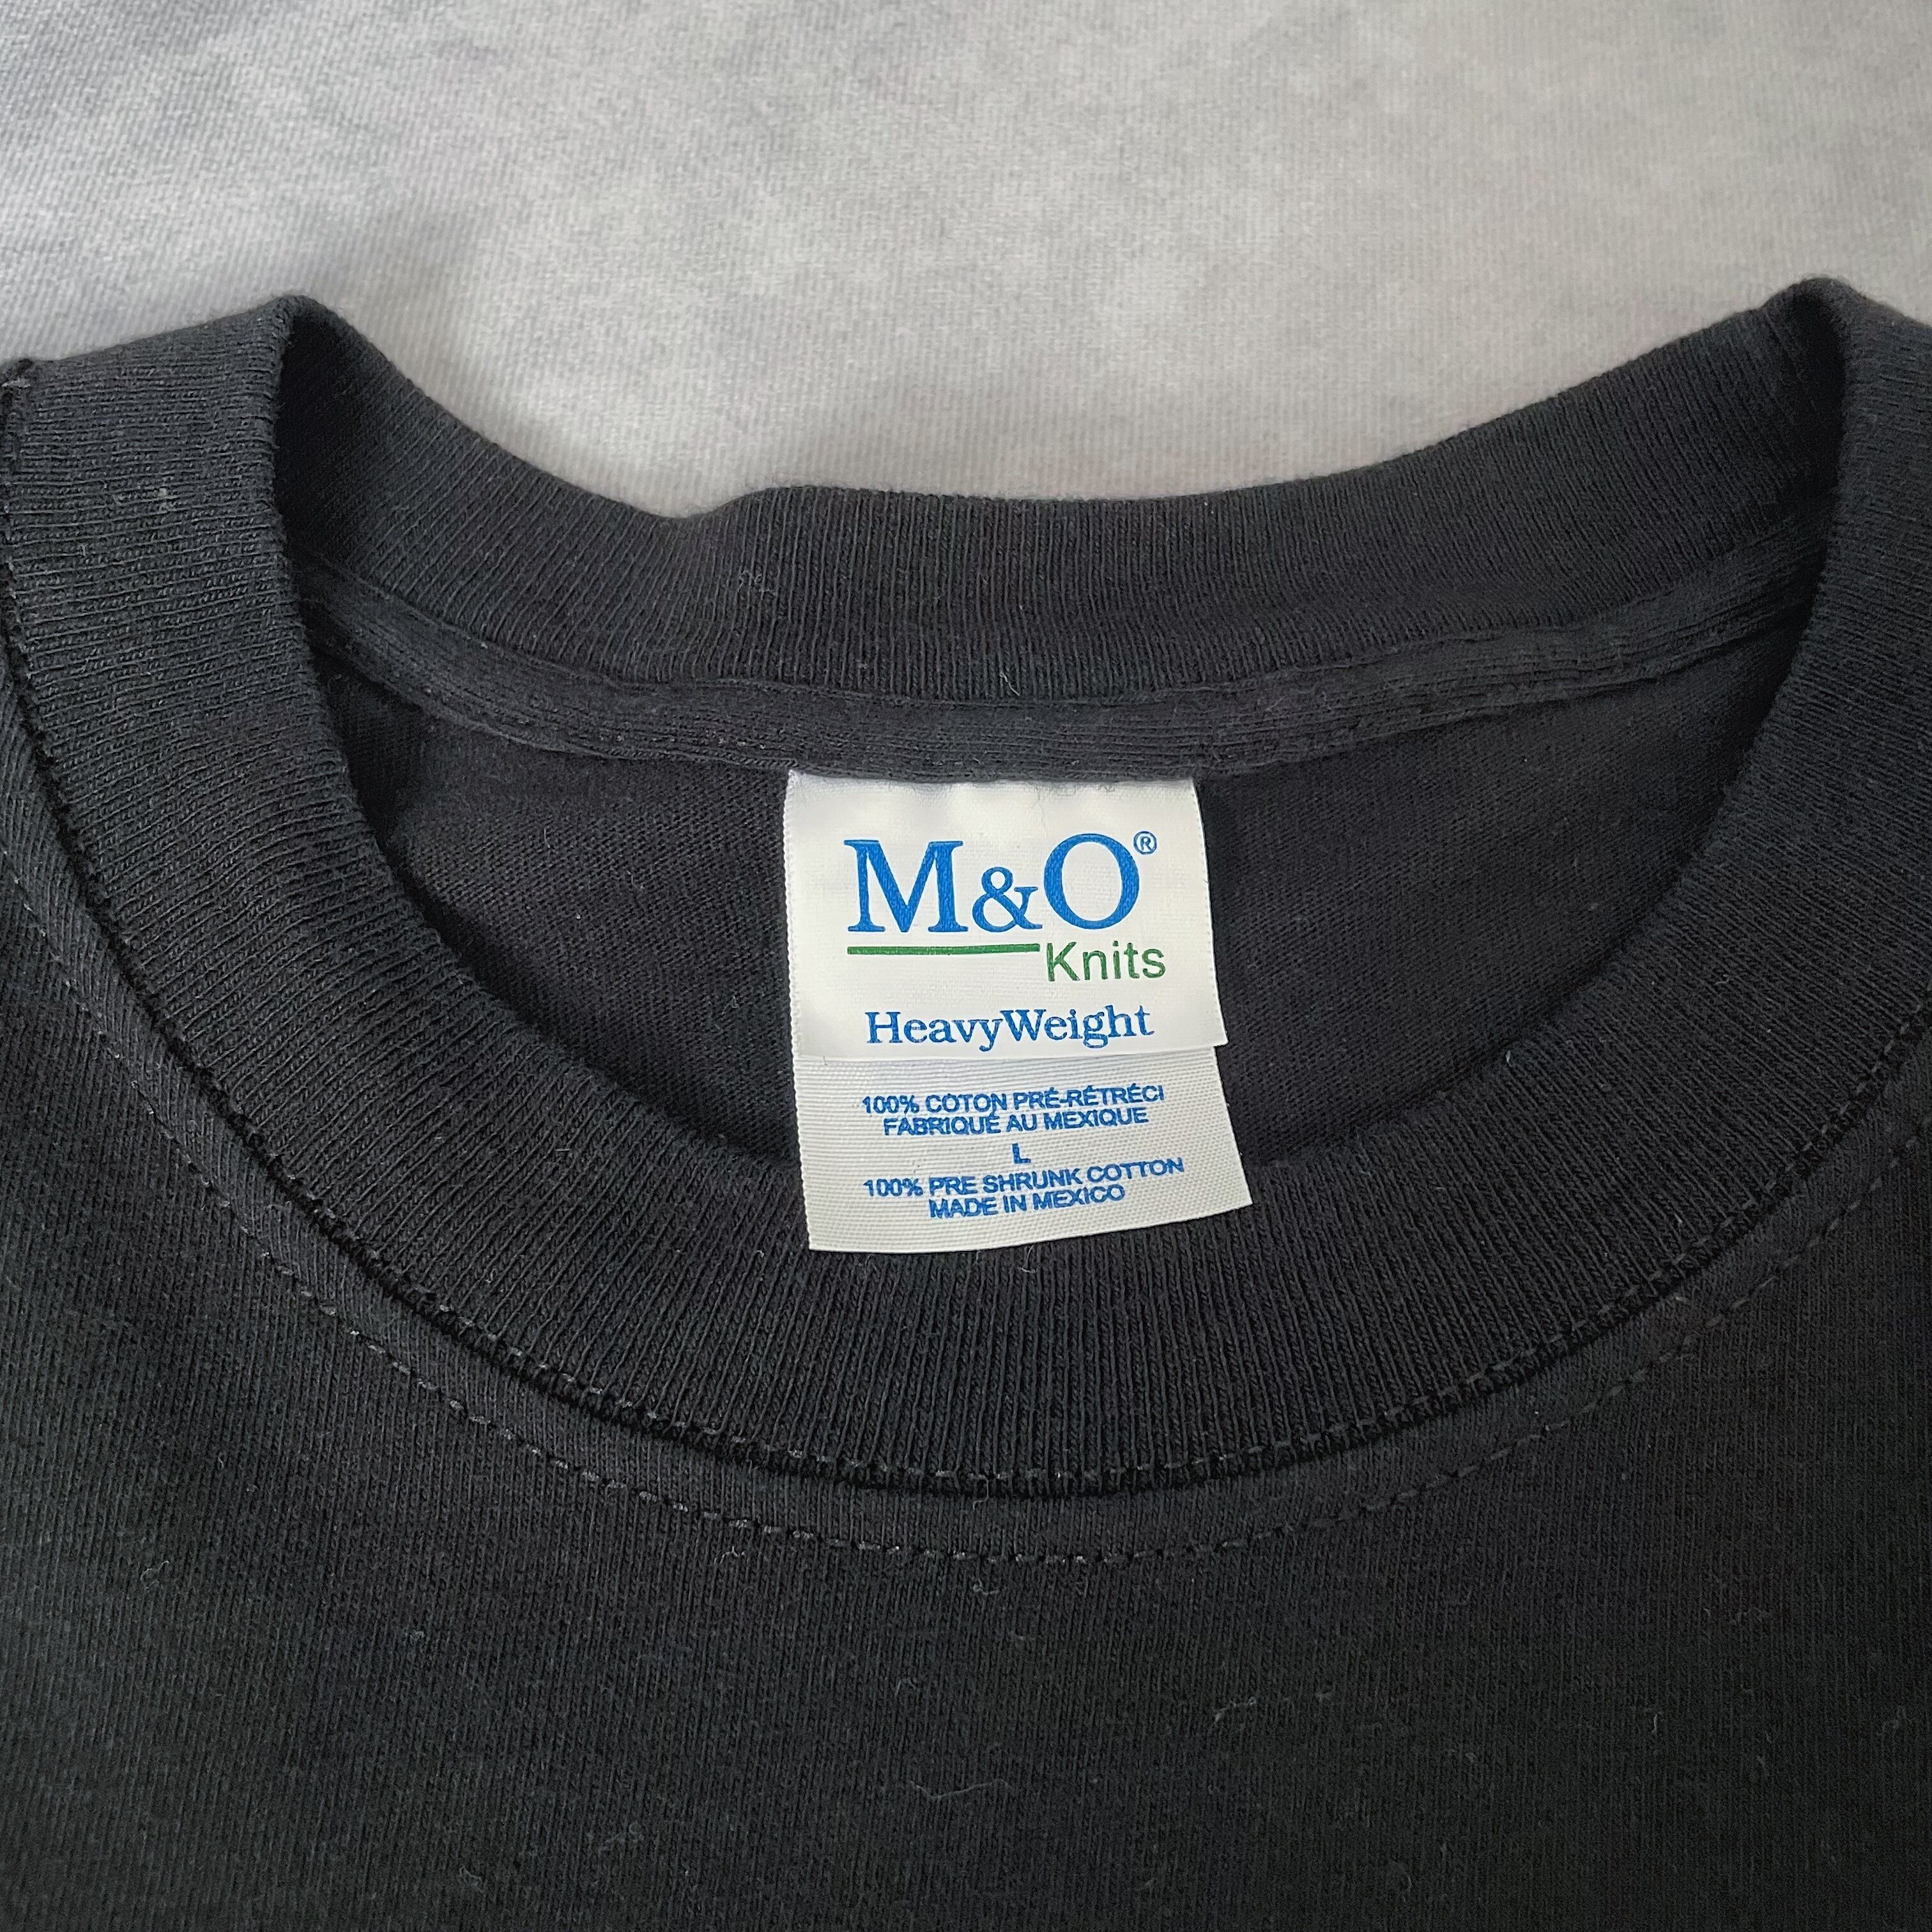 M&O®
Knits
HeavyWeight
100% COTON PRÉ-RÉTRÉCI
FABRIQUÉ AU MEXIQUE
L
100% PRE SHRUNK COTTON
MADE IN MEXICO